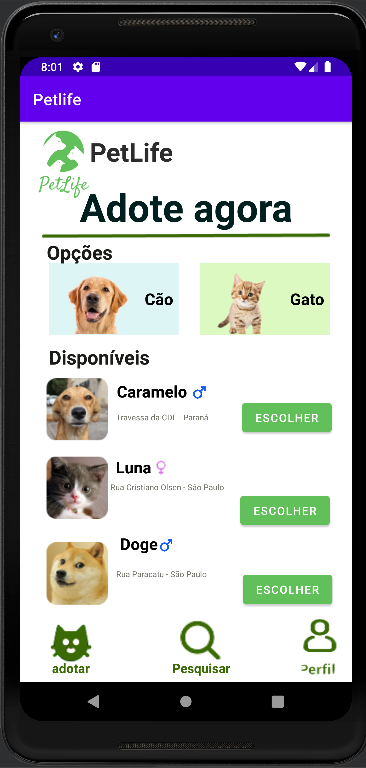 8:01
Petlife
PetLife
PetLife
Adote agora
Opções
Cão
Gato
Disponíveis
Caramelo ♂
Travessa da CDL - Paraná
ESCOLHER
Luna ♀
Rua Cristiano Olsen - São Paulo
ESCOLHER
Doge ♂
Rua Paracatu - São Paulo
ESCOLHER
adotar
Pesquisar
Perfil